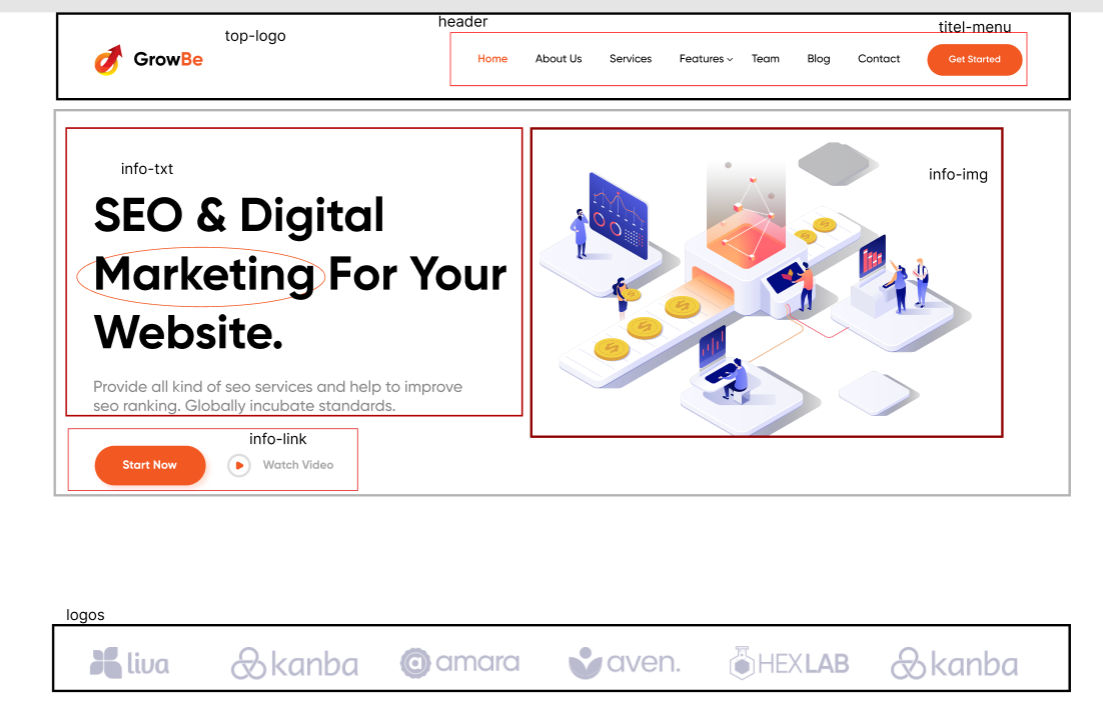 header
top-logo
titel-menu
GrowBe
Home About Us Services Features Team Blog Contact Get Started
info-txt
info-img
SEO & Digital
Marketing For Your
Website.
Provide all kind of seo services and help to improve
seo ranking. Globally incubate standards.
info-link
Start Now Watch Video
logos
liva kanba amara aven. HEXLAB kanba